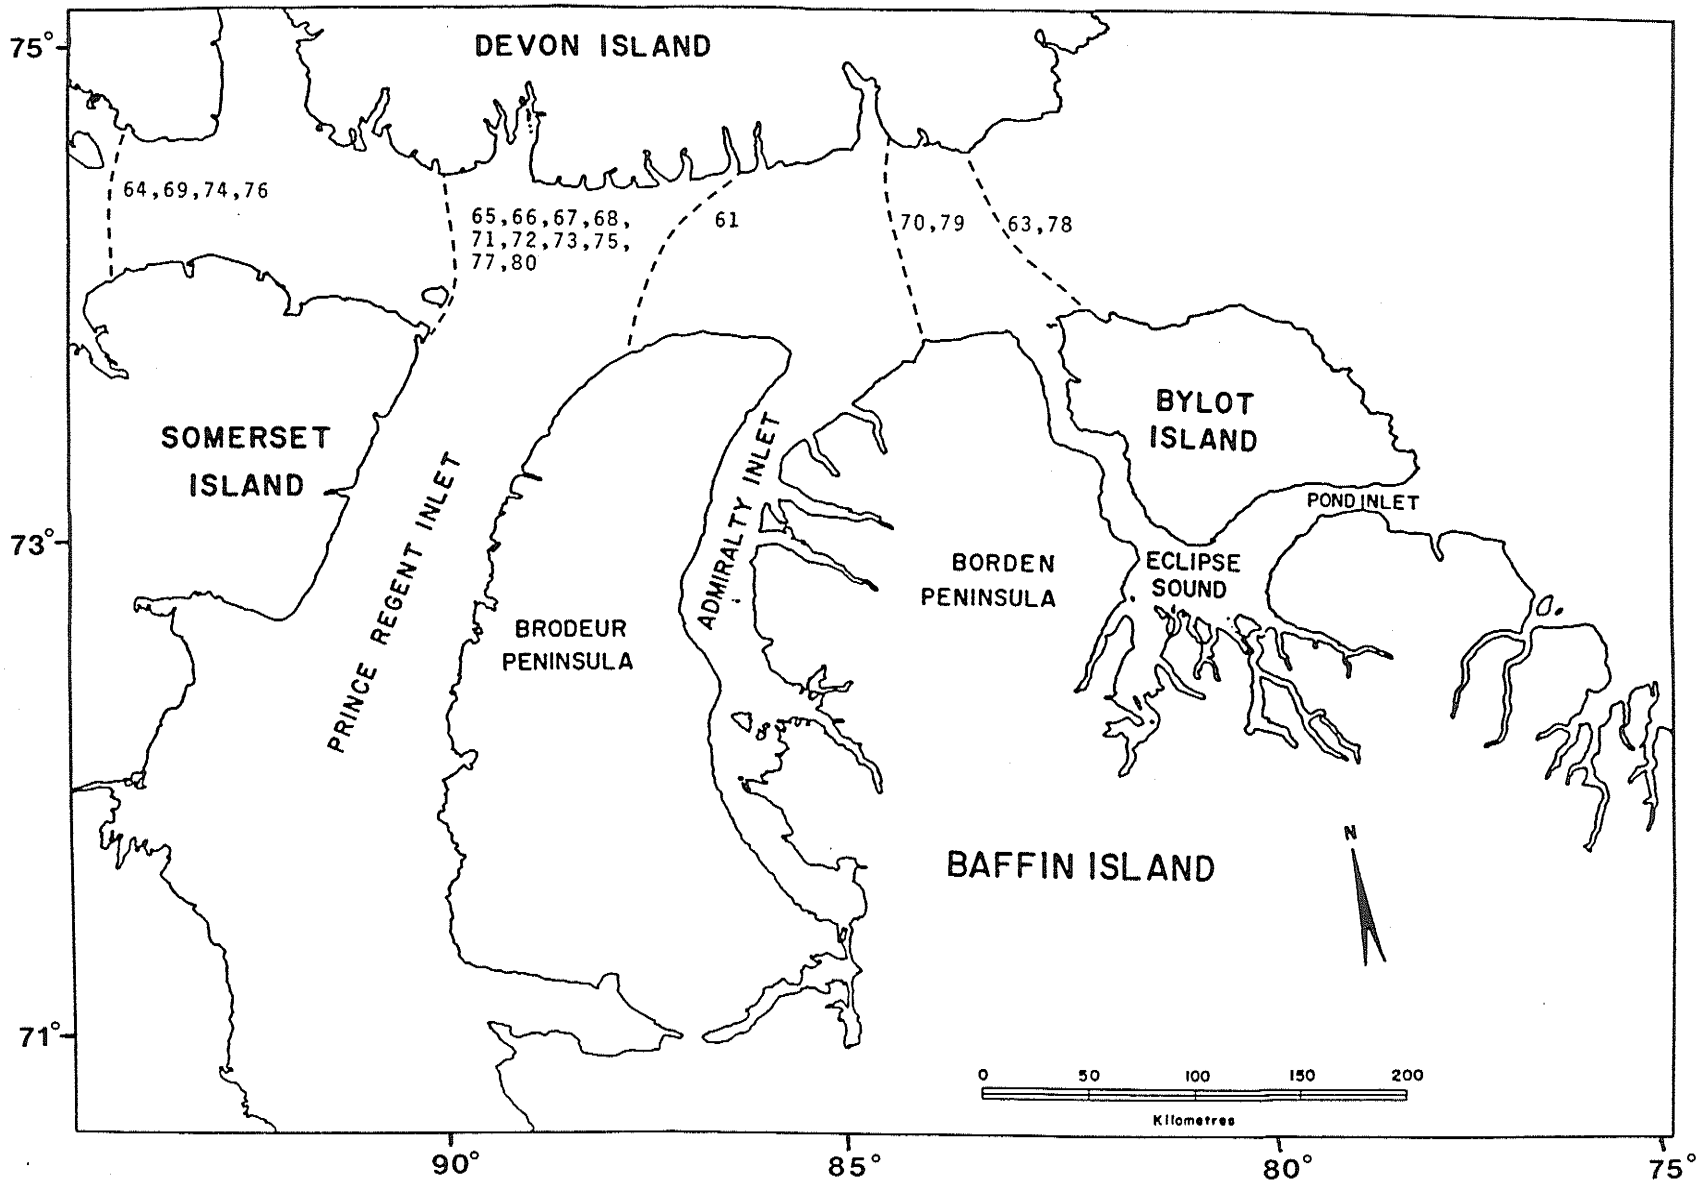 75°
DEVON ISLAND
64,69,74,76
65,66,67,68,
71,72,73,75,
77,80
61
70,79
63,78
SOMERSET
ISLAND
BYLOT
ISLAND
POND INLET
73°
PRINCE REGENT INLET
ADMIRALTY INLET
BRODEUR
PENINSULA
BORDEN
PENINSULA
ECLIPSE
SOUND
BAFFIN ISLAND
N
71°
0 50 100 150 200
Kilometres
90° 85° 80° 75°